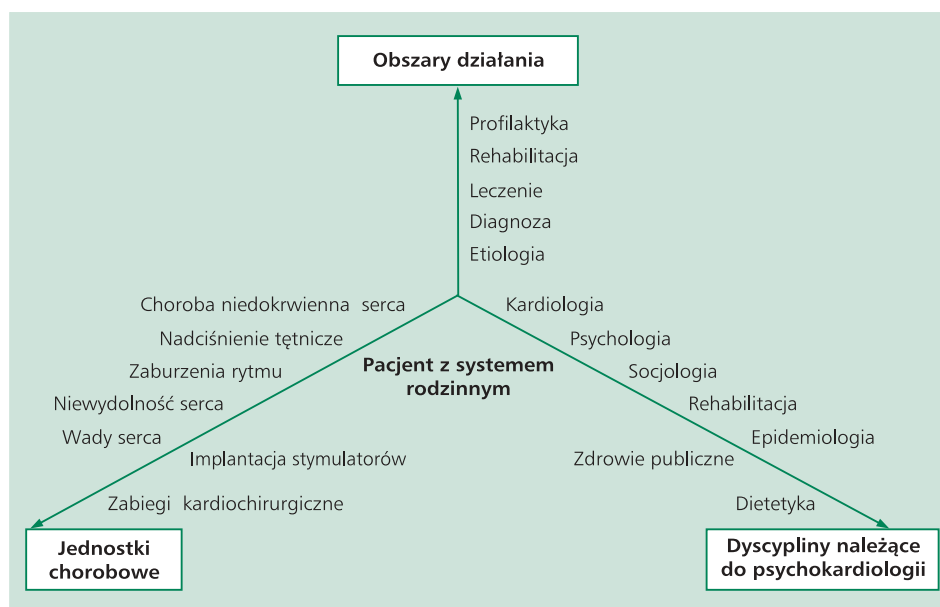 Obszary działania
Profilaktyka
Rehabilitacja
Leczenie
Diagnoza
Etiologia
Choroba niedokrwienna serca
Nadciśnienie tętnicze
Zaburzenia rytmu
Niewydolność serca
Wady serca
Implantacja stymulatorów
Zabiegi kardiochirurgiczne
Jednostki
chorobowe
Pacjent z systemem
rodzinnym
Kardiologia
Psychologia
Socjologia
Rehabilitacja
Epidemiologia
Zdrowie publiczne
Dietetyka
Dyscypliny należące
do psychokardiologii